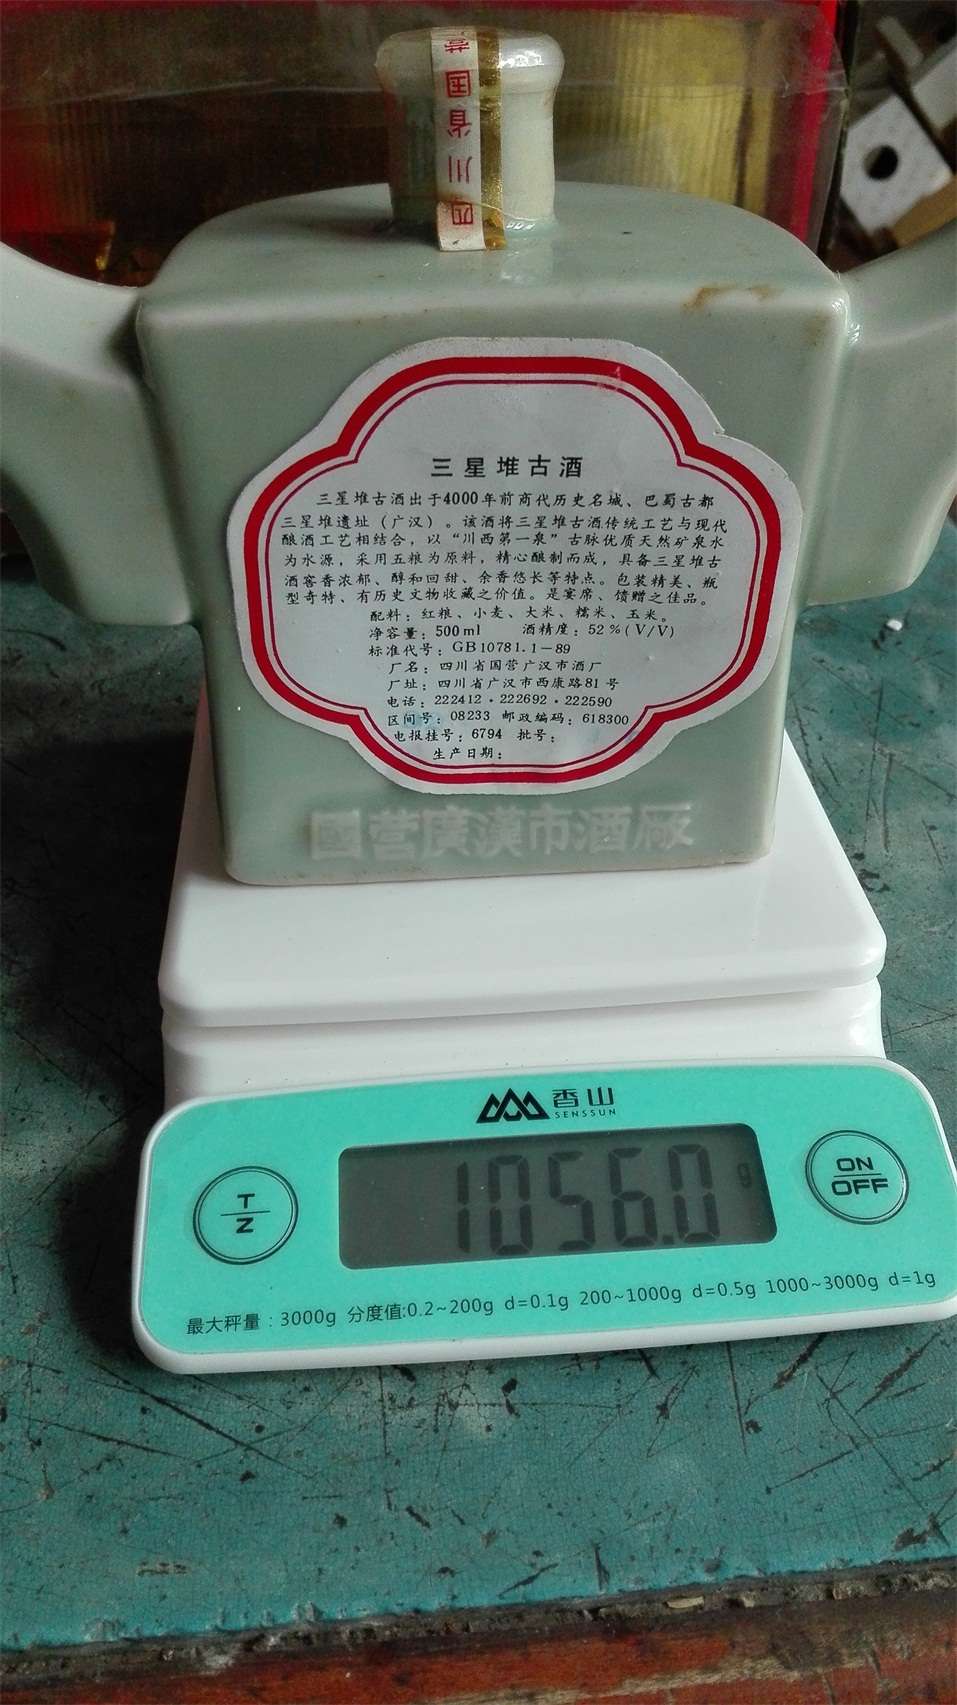 四川省国营
三星堆古酒
三星堆古酒出于4000年前商代历史名城、巴蜀古都
三星堆遗址（广汉）。该酒将三星堆古酒传统工艺与现代
酿酒工艺相结合，以“川西第一泉”古脉优质天然矿泉水
为水源，采用五粮为原料，精心酿制而成，具备三星堆古
酒窖香浓郁、醇和回甜、余香悠长等特点。包装精美、瓶
型奇特、有历史文物收藏之价值。是宴席、馈赠之佳品。
配料：红粮、小麦、大米、糯米、玉米。
净容量：500ml 酒精度：52％(V/V)
标准代号：GB10781.1－89
厂名：四川省国营广汉市酒厂
厂址：四川省广汉市西康路81号
电话：222412·222692·222590
区间号：08233 邮政编码：618300
电报挂号：6794 批号：
生产日期：
國营廣漢市酒厰
香山
SENSSUN
T
Z
1056.0 g
ON
OFF
最大秤量：3000g 分度值:0.2~200g d=0.1g 200~1000g d=0.5g 1000~3000g d=1g